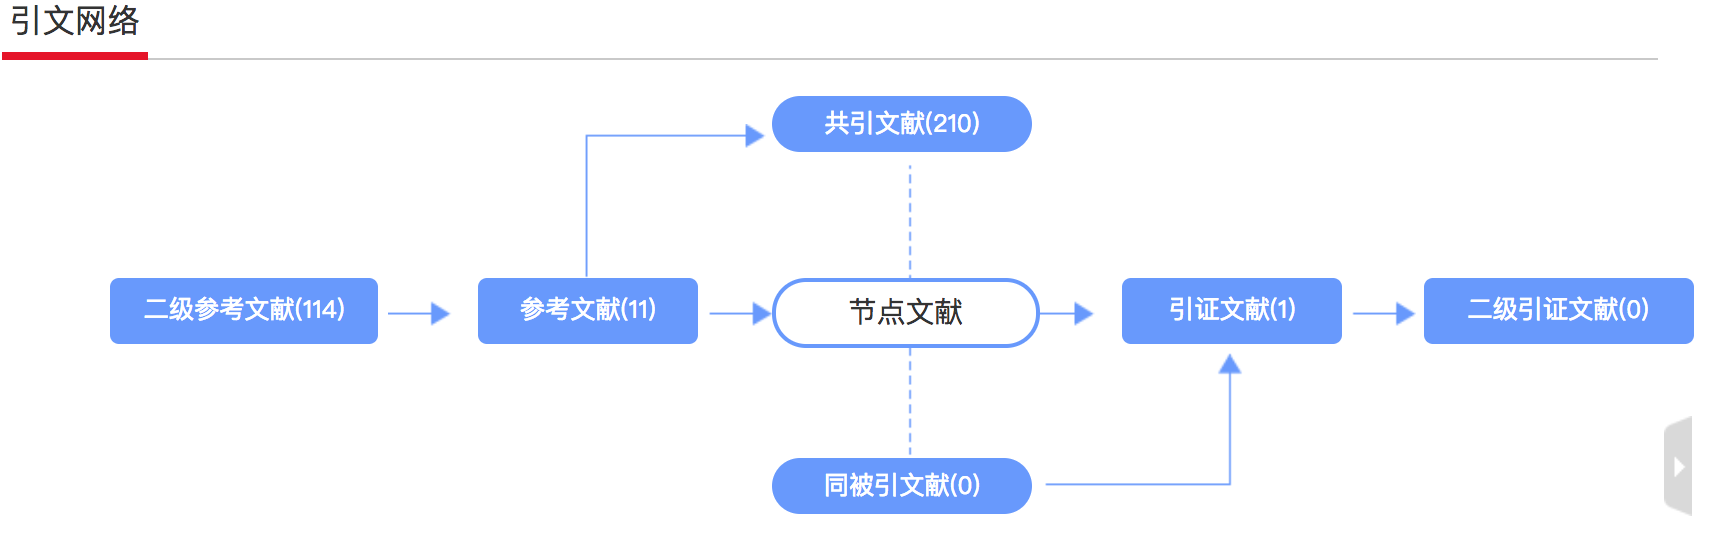 引文网络
共引文献(210)
二级参考文献(114)
参考文献(11)
节点文献
引证文献(1)
二级引证文献(0)
同被引文献(0)